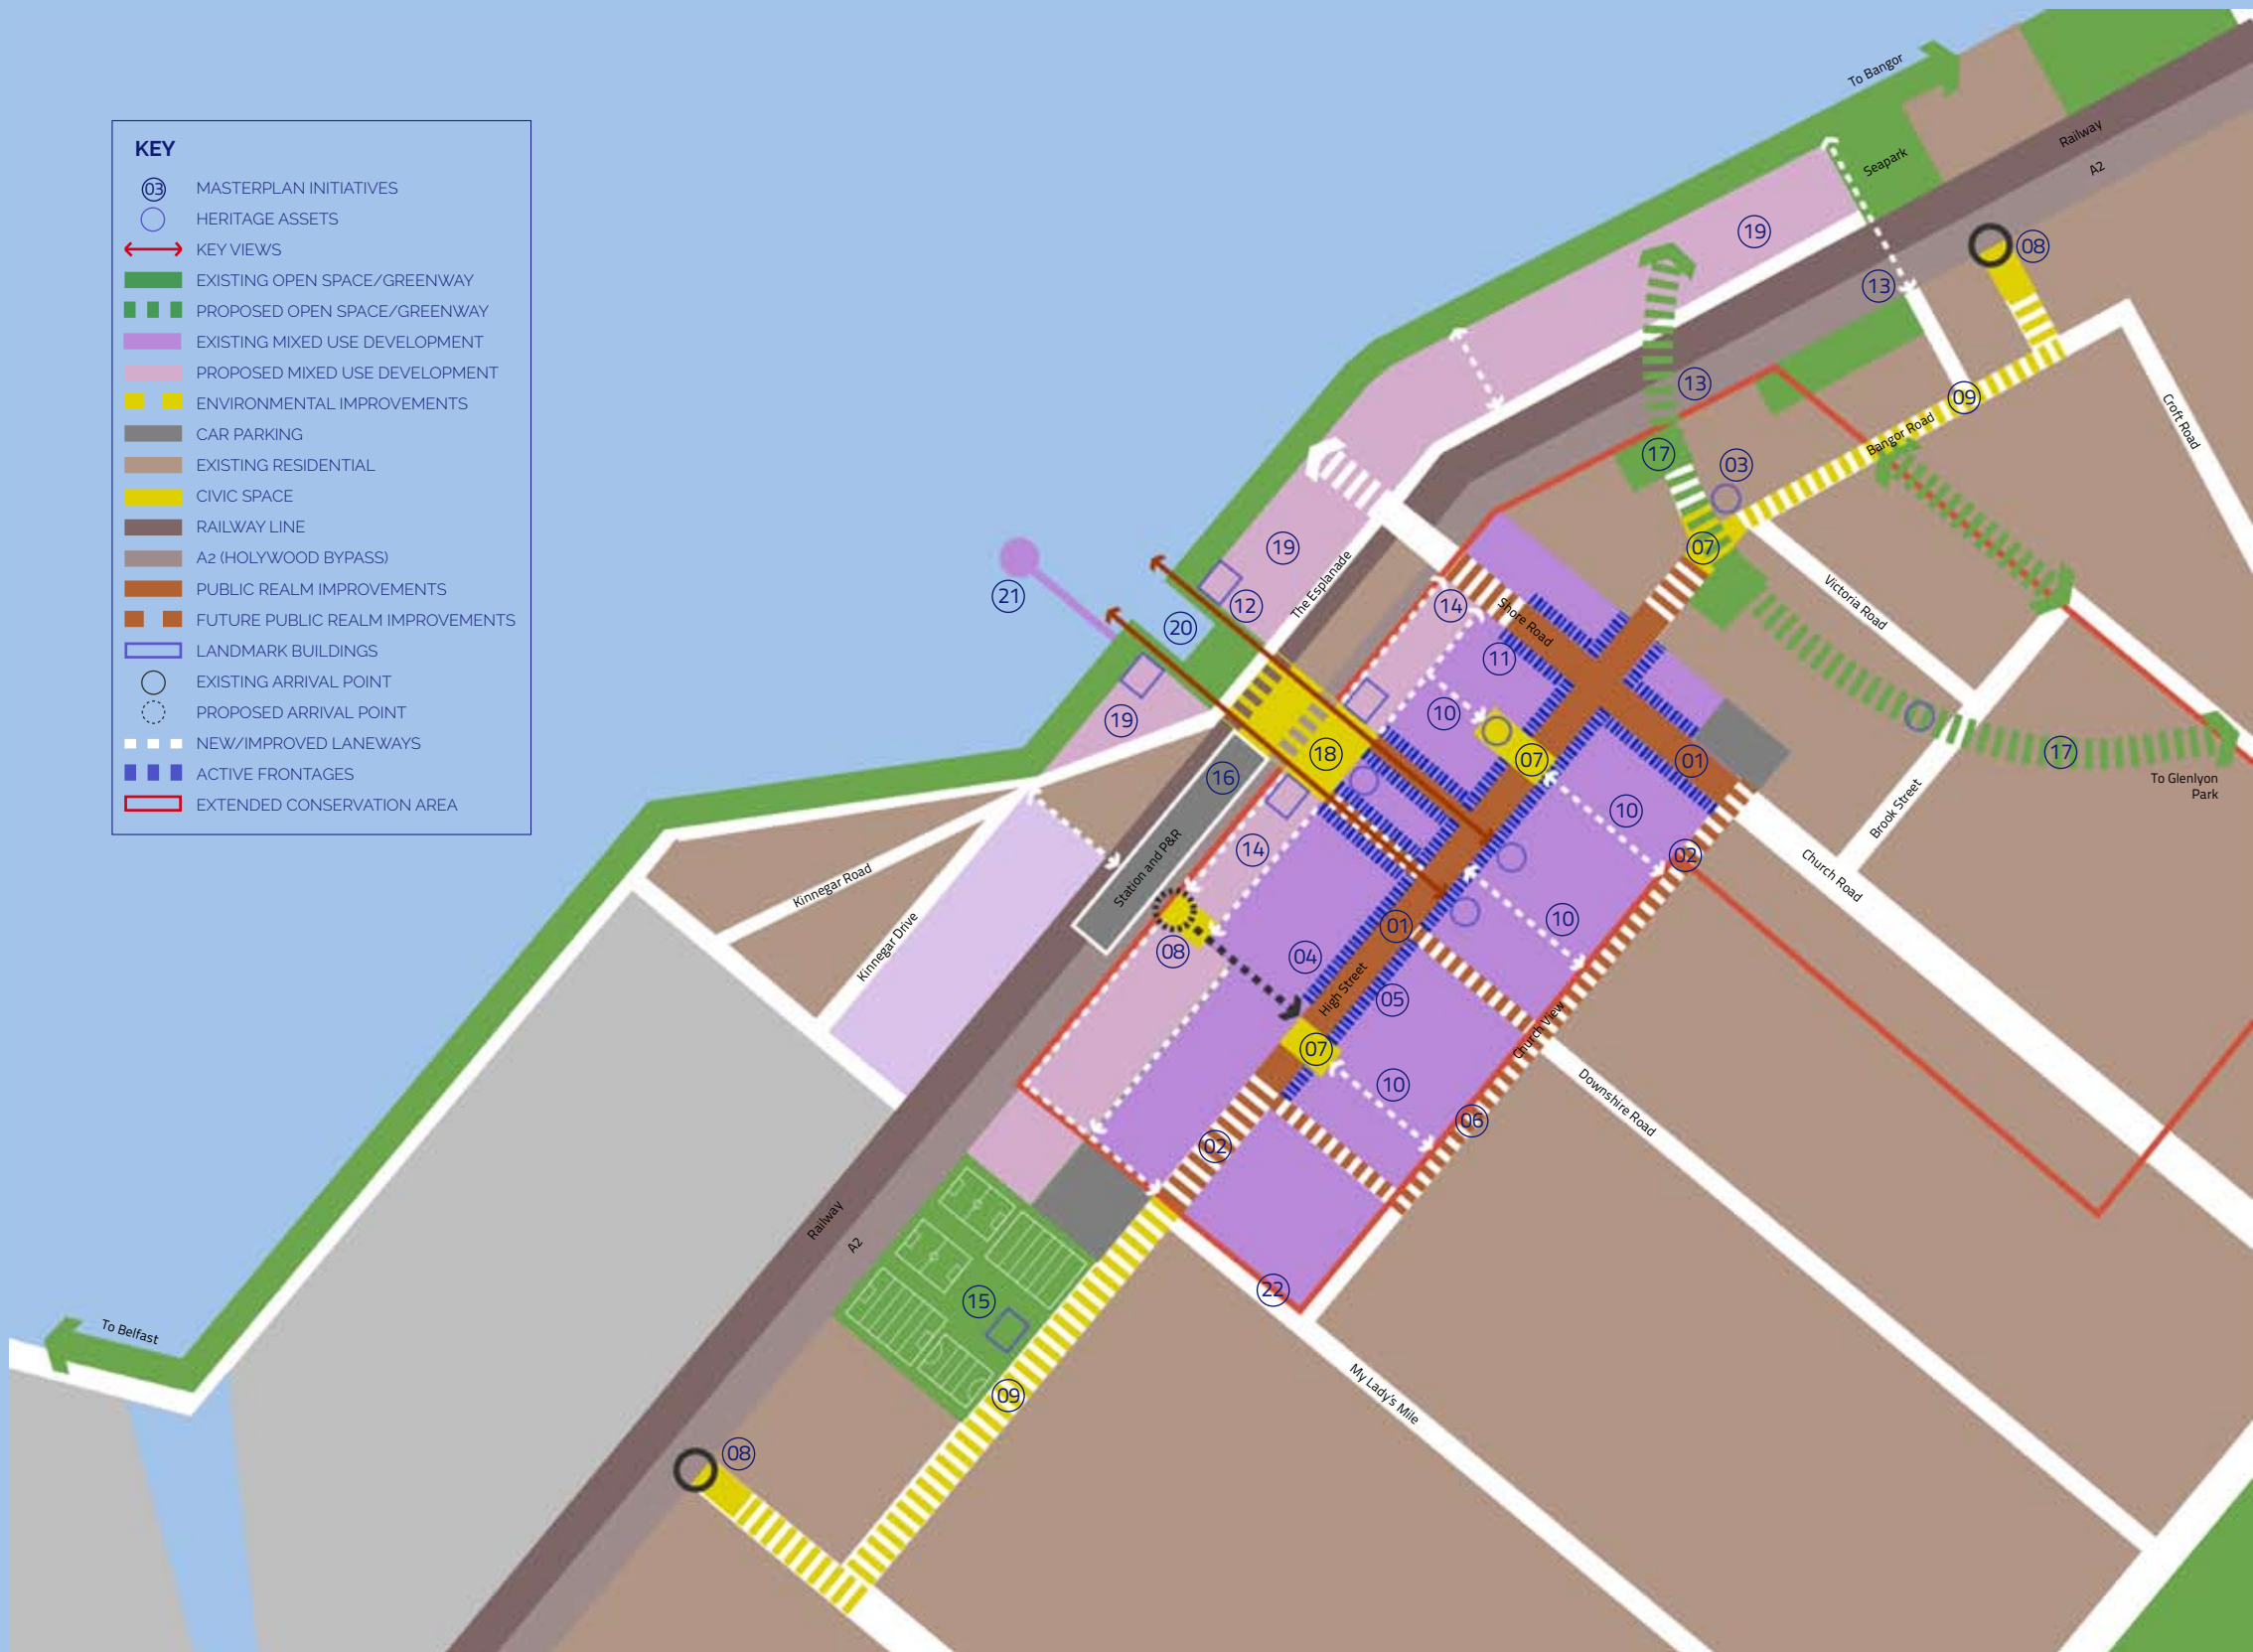 KEY
03 MASTERPLAN INITIATIVES
HERITAGE ASSETS
KEY VIEWS
EXISTING OPEN SPACE/GREENWAY
PROPOSED OPEN SPACE/GREENWAY
EXISTING MIXED USE DEVELOPMENT
PROPOSED MIXED USE DEVELOPMENT
ENVIRONMENTAL IMPROVEMENTS
CAR PARKING
EXISTING RESIDENTIAL
CIVIC SPACE
RAILWAY LINE
A2 (HOLYWOOD BYPASS)
PUBLIC REALM IMPROVEMENTS
FUTURE PUBLIC REALM IMPROVEMENTS
LANDMARK BUILDINGS
EXISTING ARRIVAL POINT
PROPOSED ARRIVAL POINT
NEW/IMPROVED LANEWAYS
ACTIVE FRONTAGES
EXTENDED CONSERVATION AREA
To Bangor
Railway
Seapark
A2
19
08
13
13
09
Croft Road
Bangor Road
17
03
07
19
The Esplanade
21
12
20
14
Shore Road
Victoria Road
11
10
19
18
07
01
17
16
To Glenlyon
Park
10
Brook Street
14
02
Station and P&R
Church Road
Kinnegar Road
10
01
Kinnegar Drive
08
04
05
High Street
Church View
07
10
Downshire Road
06
02
Railway
A2
22
15
To Belfast
09
My Lady's Mile
08